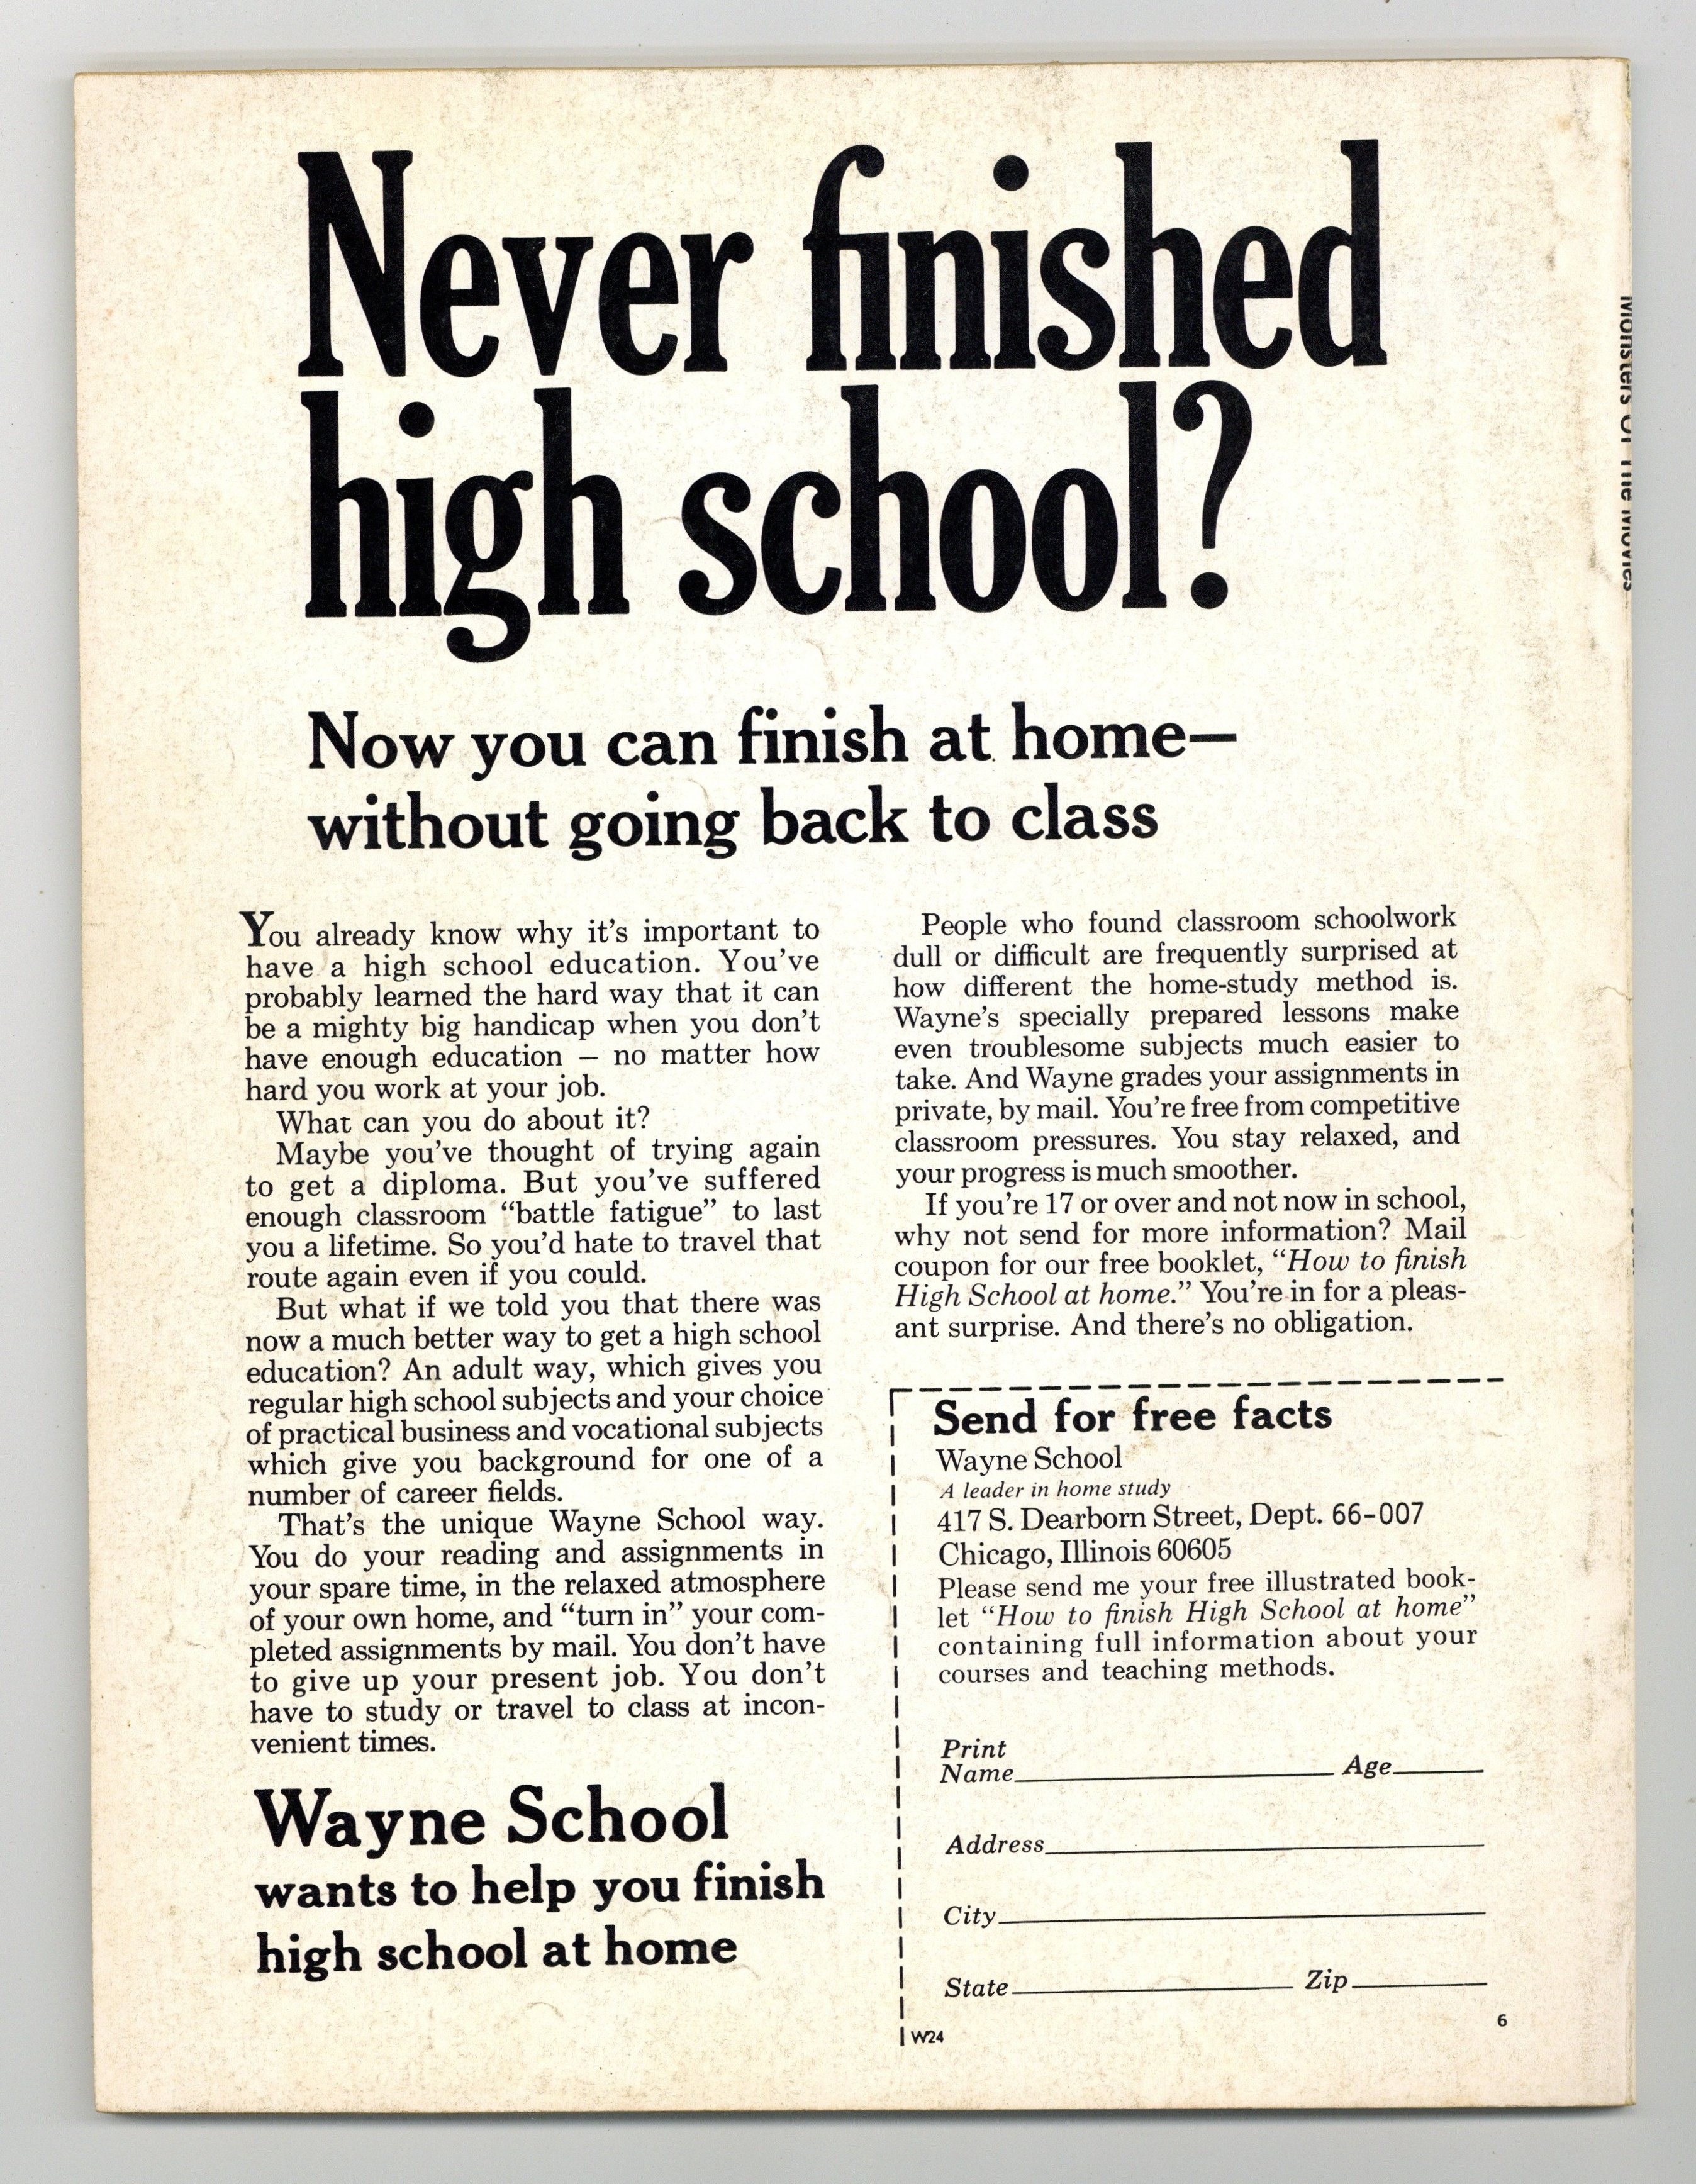 Never finished
high school?
Now you can finish at home—
without going back to class
You already know why it's important to
have a high school education. You've
probably learned the hard way that it can
be a mighty big handicap when you don't
have enough education — no matter how
hard you work at your job.
What can you do about it?
Maybe you've thought of trying again
to get a diploma. But you've suffered
enough classroom “battle fatigue” to last
you a lifetime. So you'd hate to travel that
route again even if you could.
But what if we told you that there was
now a much better way to get a high school
education? An adult way, which gives you
regular high school subjects and your choice
of practical business and vocational subjects
which give you background for one of a
number of career fields.
That's the unique Wayne School way.
You do your reading and assignments in
your spare time, in the relaxed atmosphere
of your own home, and “turn in” your com-
pleted assignments by mail. You don't have
to give up your present job. You don't
have to study or travel to class at incon-
venient times.
Wayne School
wants to help you finish
high school at home
People who found classroom schoolwork
dull or difficult are frequently surprised at
how different the home-study method is.
Wayne's specially prepared lessons make
even troublesome subjects much easier to
take. And Wayne grades your assignments in
private, by mail. You're free from competitive
classroom pressures. You stay relaxed, and
your progress is much smoother.
If you're 17 or over and not now in school,
why not send for more information? Mail
coupon for our free booklet, “How to finish
High School at home.” You're in for a pleas-
ant surprise. And there's no obligation.
Send for free facts
Wayne School
A leader in home study
417 S. Dearborn Street, Dept. 66-007
Chicago, Illinois 60605
Please send me your free illustrated book-
let “How to finish High School at home”
containing full information about your
courses and teaching methods.
Print
Name Age
Address
City
State Zip
W24
6
Monsters Of The Movies